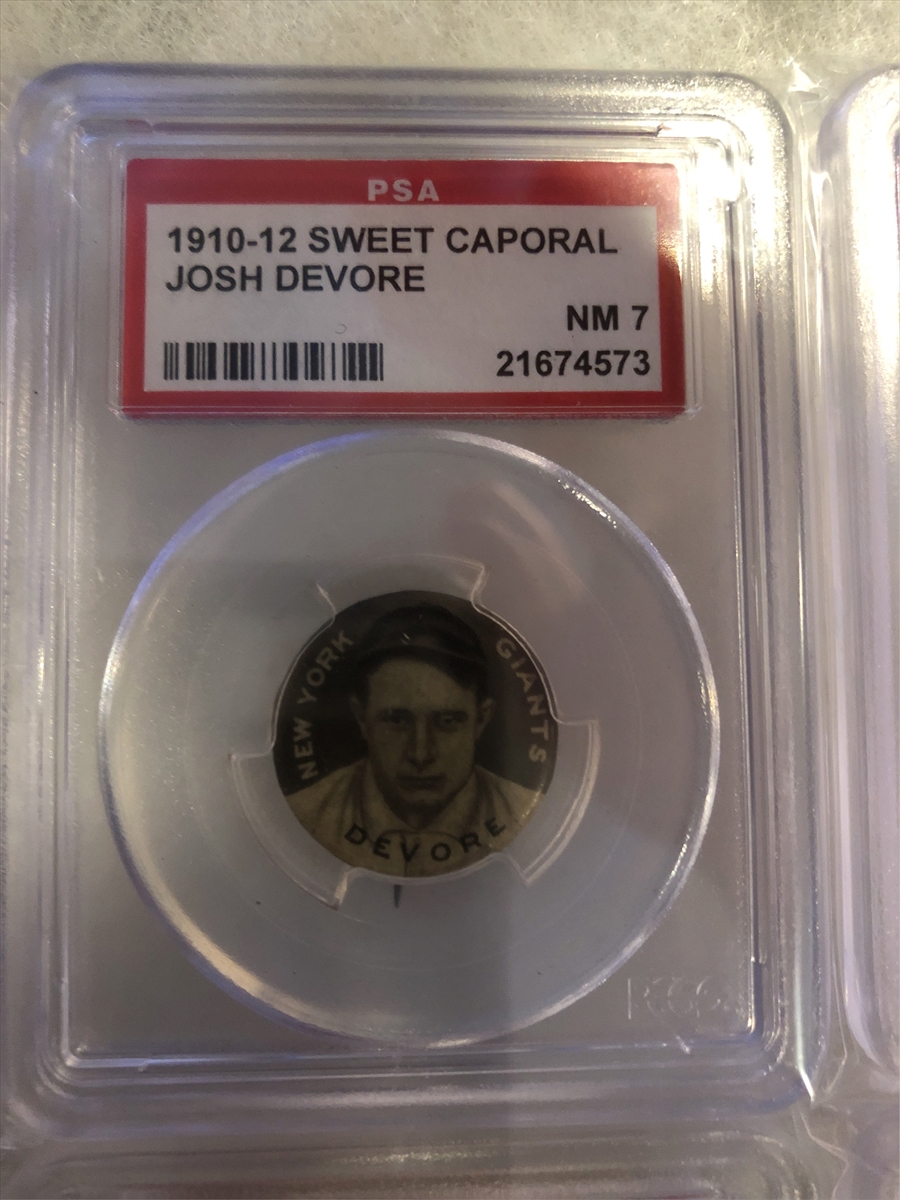 PSA
1910-12 SWEET CAPORAL
JOSH DEVORE
NM 7
21674573
NEW YORK
GIANTS
DEVORE